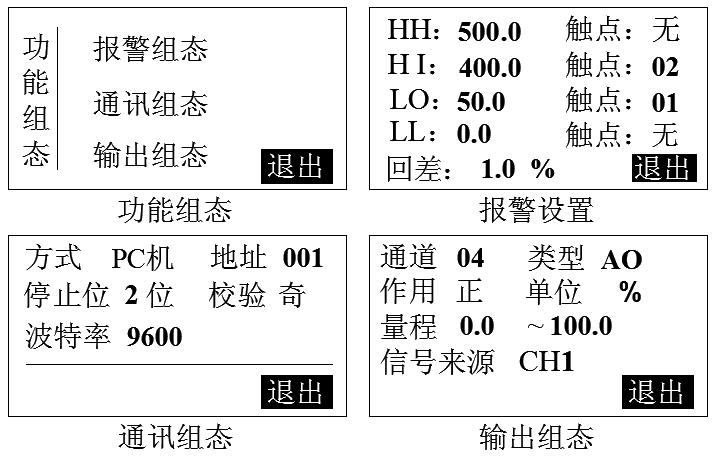 功能组态
报警组态
通讯组态
输出组态
退出
功能组态
HH: 500.0 触点: 无
HI: 400.0 触点: 02
LO: 50.0 触点: 01
LL: 0.0 触点: 无
回差: 1.0 % 退出
报警设置
方式 PC机 地址 001
停止位 2 位 校验 奇
波特率 9600
退出
通讯组态
通道 04 类型 AO
作用 正 单位 %
量程 0.0 ~100.0
信号来源 CH1
退出
输出组态